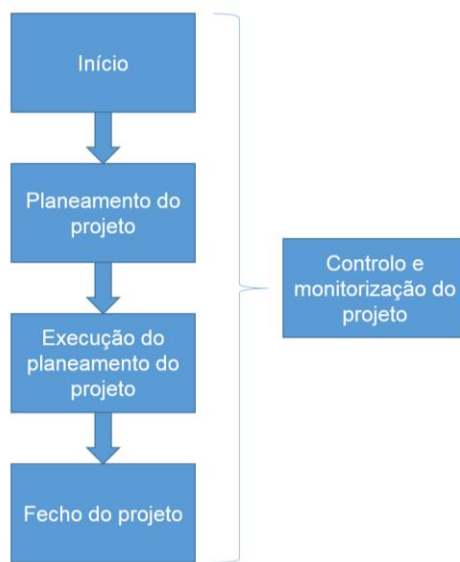 Início
Planeamento do
projeto
Execução do
planeamento do
projeto
Fecho do projeto
Controlo e
monitorização do
projeto